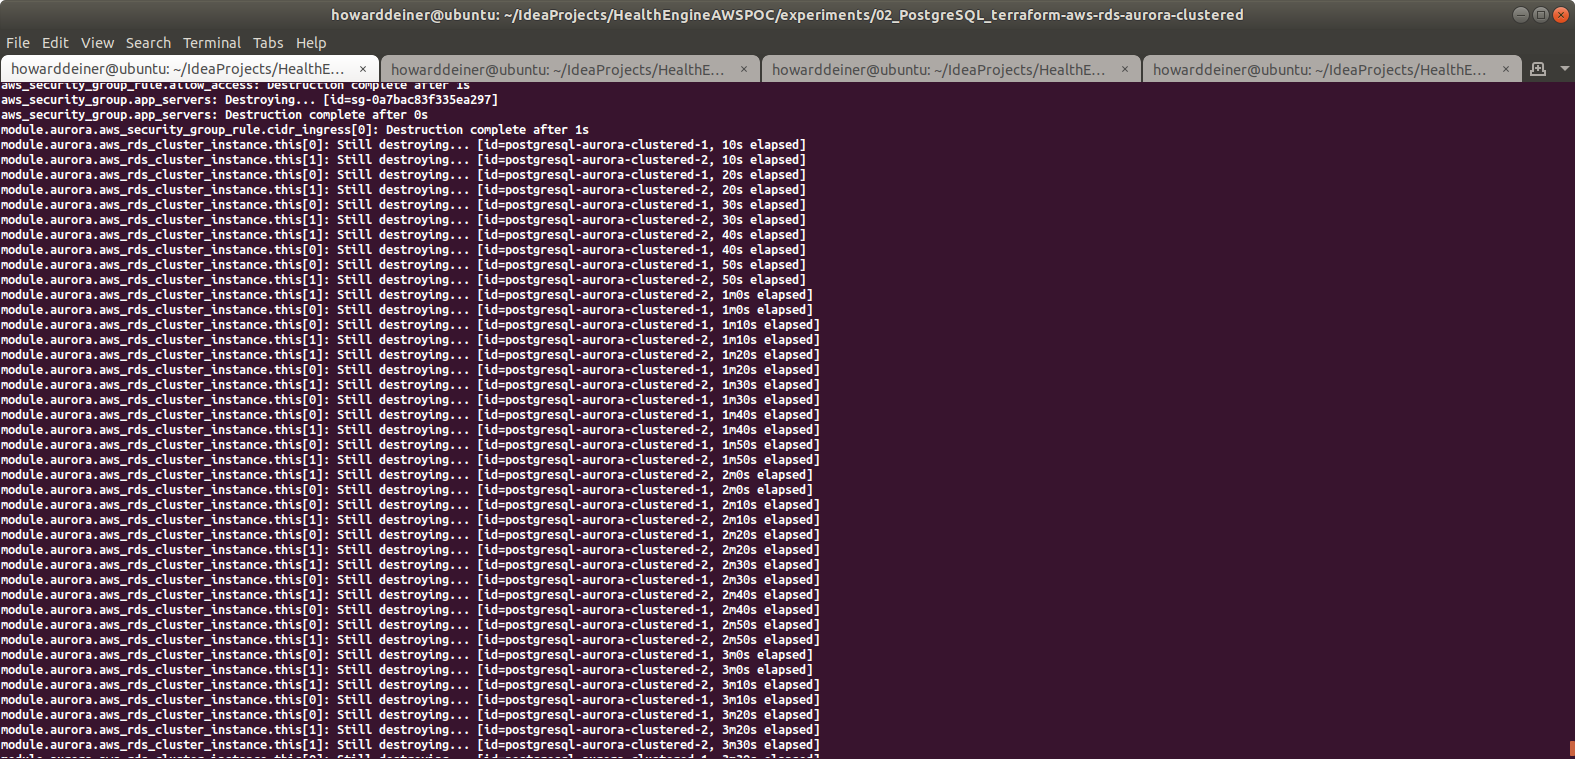 howarddeiner@ubuntu: ~/IdeaProjects/HealthEngineAWSPOC/experiments/02_PostgreSQL_terraform-aws-rds-aurora-clustered
File Edit View Search Terminal Tabs Help
howarddeiner@ubuntu: ~/IdeaProjects/HealthE... × howarddeiner@ubuntu: ~/IdeaProjects/HealthE... × howarddeiner@ubuntu: ~/IdeaProjects/HealthE... × howarddeiner@ubuntu: ~/IdeaProjects/HealthE... ×
aws_security_group_rule.allow_access: Destruction complete after 1s
aws_security_group.app_servers: Destroying... [id=sg-0a7bac83f335ea297]
aws_security_group.app_servers: Destruction complete after 0s
module.aurora.aws_security_group_rule.cidr_ingress[0]: Destruction complete after 1s
module.aurora.aws_rds_cluster_instance.this[0]: Still destroying... [id=postgresql-aurora-clustered-1, 10s elapsed]
module.aurora.aws_rds_cluster_instance.this[1]: Still destroying... [id=postgresql-aurora-clustered-2, 10s elapsed]
module.aurora.aws_rds_cluster_instance.this[0]: Still destroying... [id=postgresql-aurora-clustered-1, 20s elapsed]
module.aurora.aws_rds_cluster_instance.this[1]: Still destroying... [id=postgresql-aurora-clustered-2, 20s elapsed]
module.aurora.aws_rds_cluster_instance.this[0]: Still destroying... [id=postgresql-aurora-clustered-1, 30s elapsed]
module.aurora.aws_rds_cluster_instance.this[1]: Still destroying... [id=postgresql-aurora-clustered-2, 30s elapsed]
module.aurora.aws_rds_cluster_instance.this[1]: Still destroying... [id=postgresql-aurora-clustered-2, 40s elapsed]
module.aurora.aws_rds_cluster_instance.this[0]: Still destroying... [id=postgresql-aurora-clustered-1, 40s elapsed]
module.aurora.aws_rds_cluster_instance.this[0]: Still destroying... [id=postgresql-aurora-clustered-1, 50s elapsed]
module.aurora.aws_rds_cluster_instance.this[1]: Still destroying... [id=postgresql-aurora-clustered-2, 50s elapsed]
module.aurora.aws_rds_cluster_instance.this[1]: Still destroying... [id=postgresql-aurora-clustered-2, 1m0s elapsed]
module.aurora.aws_rds_cluster_instance.this[0]: Still destroying... [id=postgresql-aurora-clustered-1, 1m0s elapsed]
module.aurora.aws_rds_cluster_instance.this[0]: Still destroying... [id=postgresql-aurora-clustered-1, 1m10s elapsed]
module.aurora.aws_rds_cluster_instance.this[1]: Still destroying... [id=postgresql-aurora-clustered-2, 1m10s elapsed]
module.aurora.aws_rds_cluster_instance.this[1]: Still destroying... [id=postgresql-aurora-clustered-2, 1m20s elapsed]
module.aurora.aws_rds_cluster_instance.this[0]: Still destroying... [id=postgresql-aurora-clustered-1, 1m20s elapsed]
module.aurora.aws_rds_cluster_instance.this[1]: Still destroying... [id=postgresql-aurora-clustered-2, 1m30s elapsed]
module.aurora.aws_rds_cluster_instance.this[0]: Still destroying... [id=postgresql-aurora-clustered-1, 1m30s elapsed]
module.aurora.aws_rds_cluster_instance.this[0]: Still destroying... [id=postgresql-aurora-clustered-1, 1m40s elapsed]
module.aurora.aws_rds_cluster_instance.this[1]: Still destroying... [id=postgresql-aurora-clustered-2, 1m40s elapsed]
module.aurora.aws_rds_cluster_instance.this[0]: Still destroying... [id=postgresql-aurora-clustered-1, 1m50s elapsed]
module.aurora.aws_rds_cluster_instance.this[1]: Still destroying... [id=postgresql-aurora-clustered-2, 1m50s elapsed]
module.aurora.aws_rds_cluster_instance.this[1]: Still destroying... [id=postgresql-aurora-clustered-2, 2m0s elapsed]
module.aurora.aws_rds_cluster_instance.this[0]: Still destroying... [id=postgresql-aurora-clustered-1, 2m0s elapsed]
module.aurora.aws_rds_cluster_instance.this[0]: Still destroying... [id=postgresql-aurora-clustered-1, 2m10s elapsed]
module.aurora.aws_rds_cluster_instance.this[1]: Still destroying... [id=postgresql-aurora-clustered-2, 2m10s elapsed]
module.aurora.aws_rds_cluster_instance.this[0]: Still destroying... [id=postgresql-aurora-clustered-1, 2m20s elapsed]
module.aurora.aws_rds_cluster_instance.this[1]: Still destroying... [id=postgresql-aurora-clustered-2, 2m20s elapsed]
module.aurora.aws_rds_cluster_instance.this[1]: Still destroying... [id=postgresql-aurora-clustered-2, 2m30s elapsed]
module.aurora.aws_rds_cluster_instance.this[0]: Still destroying... [id=postgresql-aurora-clustered-1, 2m30s elapsed]
module.aurora.aws_rds_cluster_instance.this[1]: Still destroying... [id=postgresql-aurora-clustered-2, 2m40s elapsed]
module.aurora.aws_rds_cluster_instance.this[0]: Still destroying... [id=postgresql-aurora-clustered-1, 2m40s elapsed]
module.aurora.aws_rds_cluster_instance.this[0]: Still destroying... [id=postgresql-aurora-clustered-1, 2m50s elapsed]
module.aurora.aws_rds_cluster_instance.this[1]: Still destroying... [id=postgresql-aurora-clustered-2, 2m50s elapsed]
module.aurora.aws_rds_cluster_instance.this[0]: Still destroying... [id=postgresql-aurora-clustered-1, 3m0s elapsed]
module.aurora.aws_rds_cluster_instance.this[1]: Still destroying... [id=postgresql-aurora-clustered-2, 3m0s elapsed]
module.aurora.aws_rds_cluster_instance.this[1]: Still destroying... [id=postgresql-aurora-clustered-2, 3m10s elapsed]
module.aurora.aws_rds_cluster_instance.this[0]: Still destroying... [id=postgresql-aurora-clustered-1, 3m10s elapsed]
module.aurora.aws_rds_cluster_instance.this[0]: Still destroying... [id=postgresql-aurora-clustered-1, 3m20s elapsed]
module.aurora.aws_rds_cluster_instance.this[1]: Still destroying... [id=postgresql-aurora-clustered-2, 3m20s elapsed]
module.aurora.aws_rds_cluster_instance.this[1]: Still destroying... [id=postgresql-aurora-clustered-2, 3m30s elapsed]